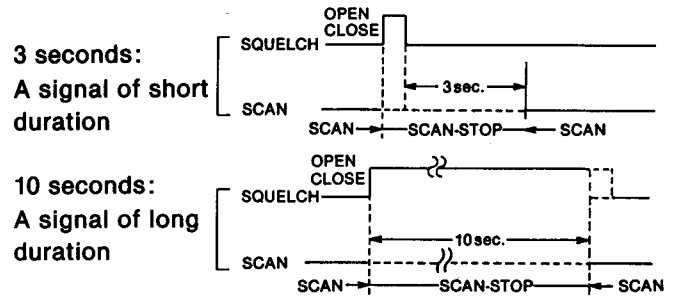 3 seconds:
A signal of short
duration
OPEN
CLOSE
SQUELCH
3sec.
SCAN
SCAN SCAN-STOP SCAN
10 seconds:
A signal of long
duration
OPEN
CLOSE
SQUELCH
10sec.
SCAN
SCAN SCAN-STOP SCAN